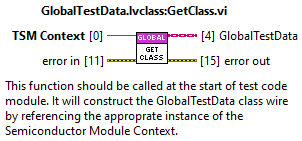 GlobalTestData.lvclass:GetClass.vi
TSM Context [0]
GLOBAL
[4] GlobalTestData
GET
CLASS
error in [11]
[15] error out
This function should be called at the start of test code
module. It will construct the GlobalTestData class wire
by referencing the approprate instance of the
Semiconductor Module Context.